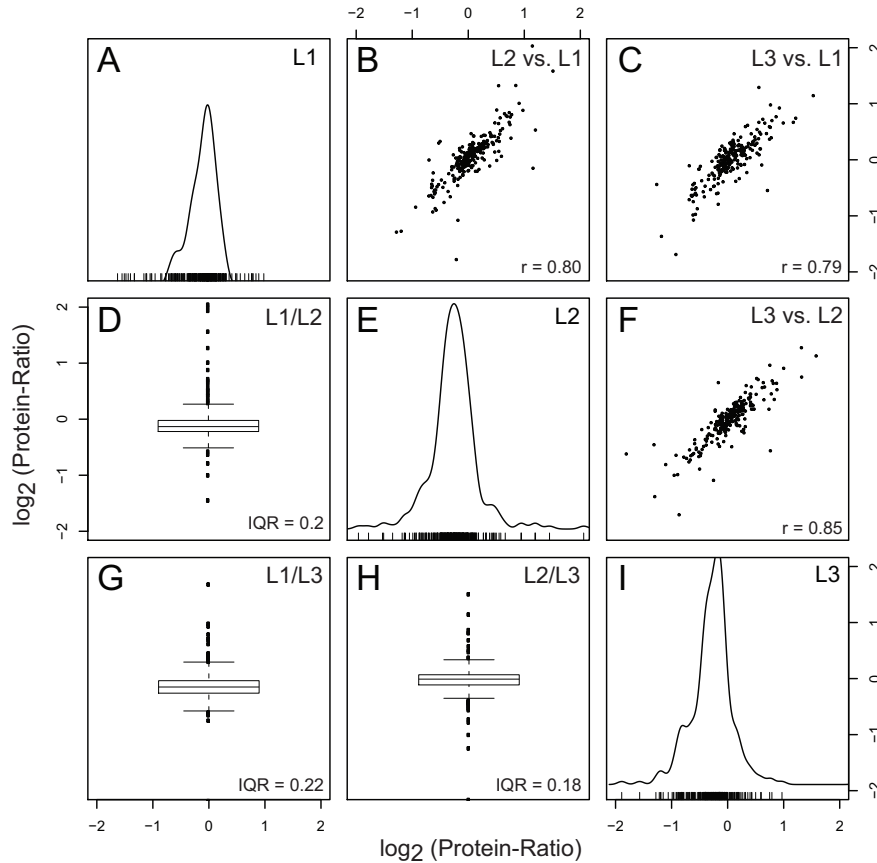 −2 −1 0 1 2
A L1
B L2 vs. L1
r = 0.80
C L3 vs. L1
r = 0.79
2
1
0
−1
−2
log2 (Protein-Ratio)
2
1
0
−1
−2
D L1/L2
IQR = 0.2
E L2
F L3 vs. L2
r = 0.85
G L1/L3
IQR = 0.22
H L2/L3
IQR = 0.18
I L3
2
1
0
−1
−2
−2 −1 0 1 2
−2 −1 0 1 2
log2 (Protein-Ratio)